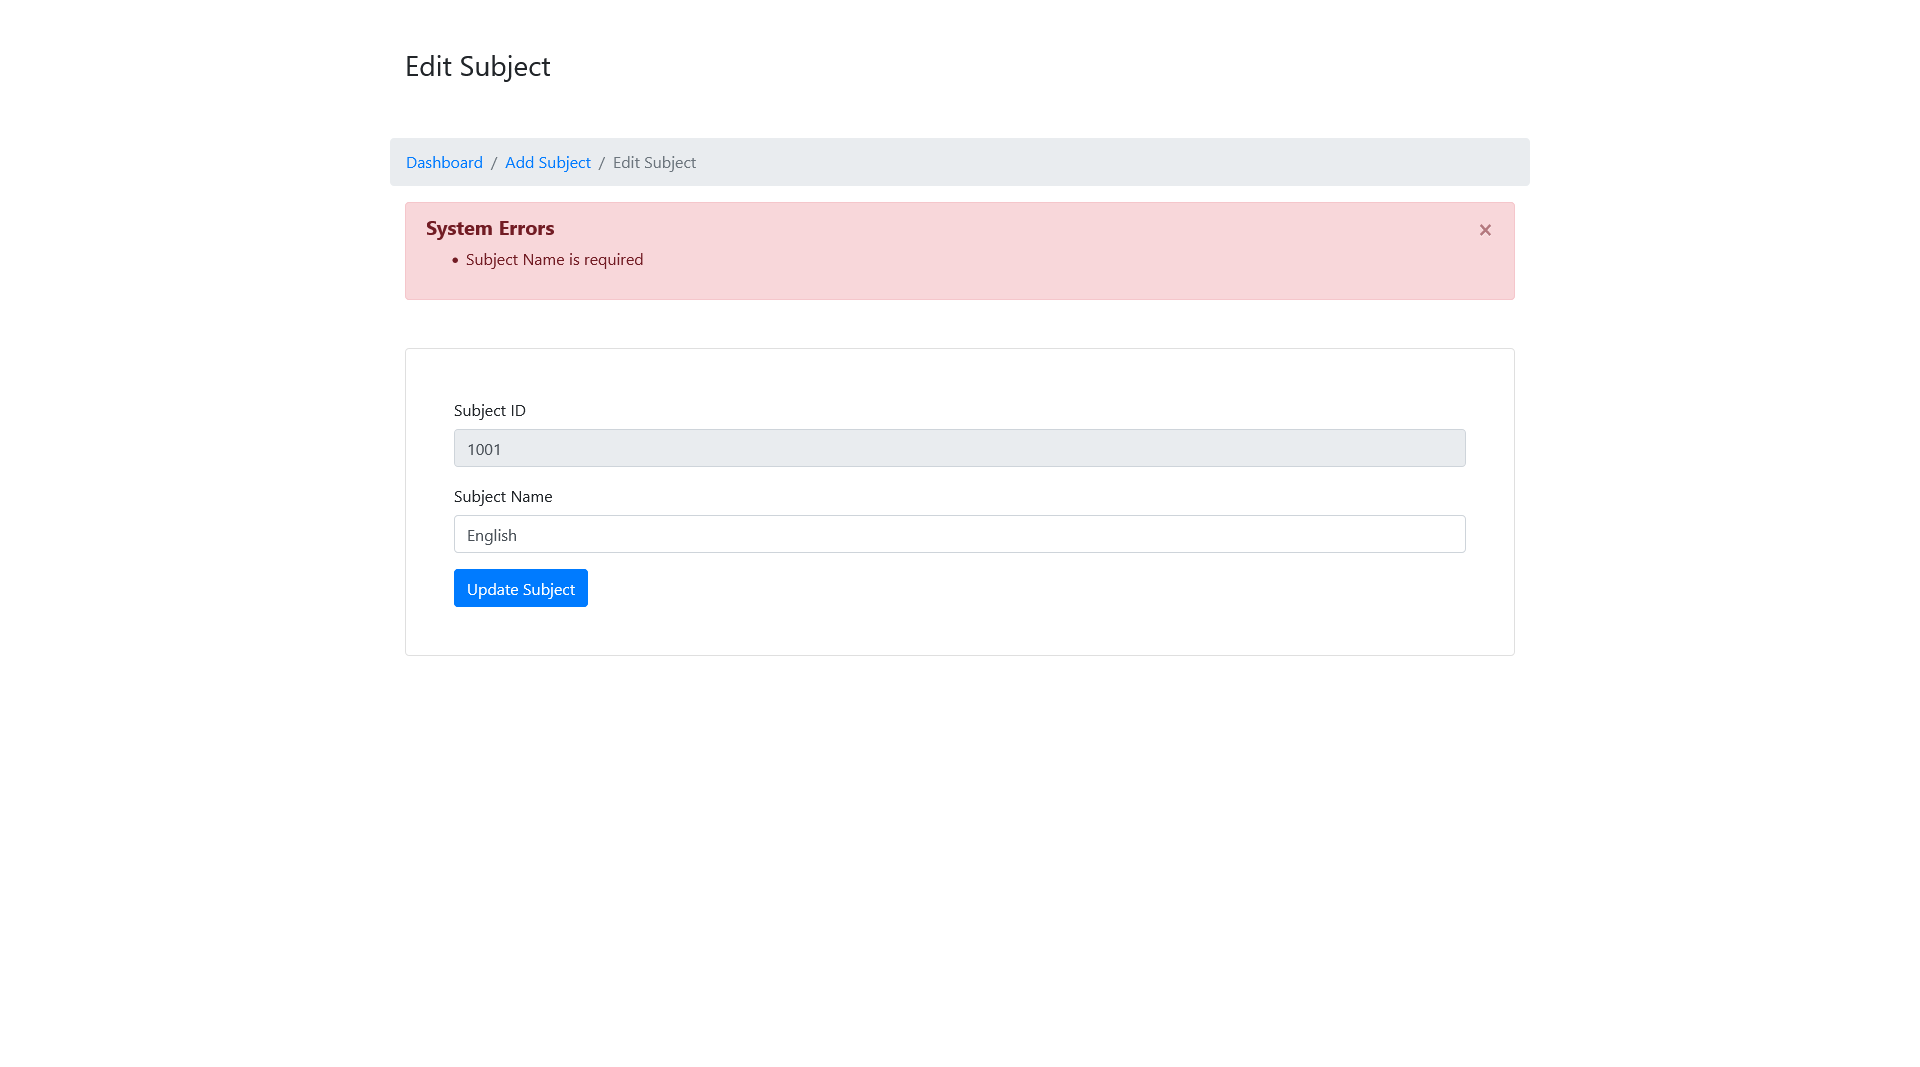 Edit Subject
Dashboard / Add Subject / Edit Subject
System Errors ×
• Subject Name is required
Subject ID
1001
Subject Name
English
Update Subject